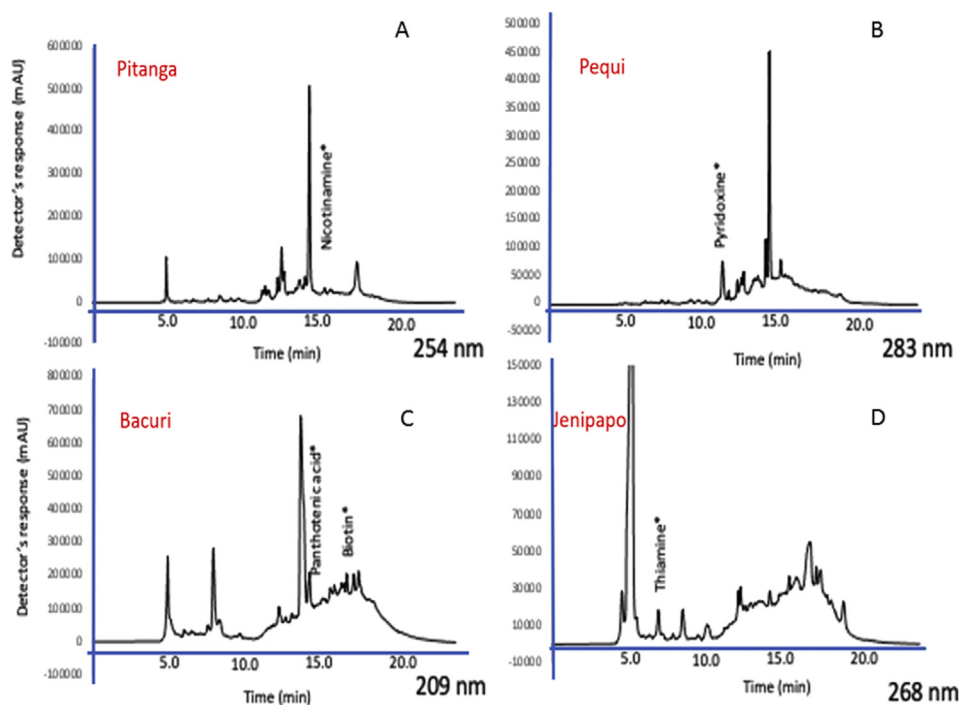 A
Pitanga
Detector's response (mAU)
600000
500000
400000
300000
200000
100000
0
-100000
Nicotinamine*
5.0 10.0 15.0 20.0
Time (min)
254 nm
B
Pequi
500000
450000
400000
350000
300000
250000
200000
150000
100000
50000
0
-50000
Pyridoxine*
5.0 10.0 15.0 20.0
Time (min)
283 nm
C
Bacuri
Detector's response (mAU)
800000
700000
600000
500000
400000
300000
200000
100000
0
-100000
Panthotenic acid*
Biotin*
5.0 10.0 15.0 20.0
Time (min)
209 nm
D
Jenipapo
150000
130000
110000
90000
70000
50000
30000
10000
-10000
Thiamine*
5.0 10.0 15.0 20.0
Time (min)
268 nm